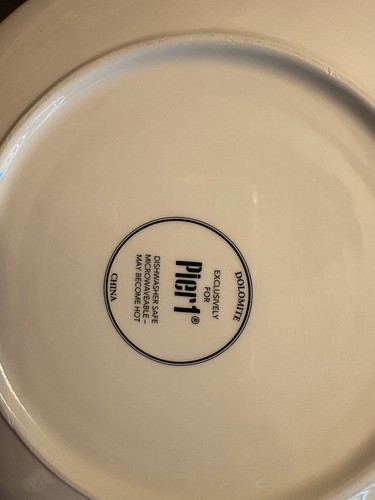 DOLOMITE
EXCLUSIVELY
FOR
Pier1®
DISHWASHER SAFE
MICROWAVEABLE –
MAY BECOME HOT
CHINA